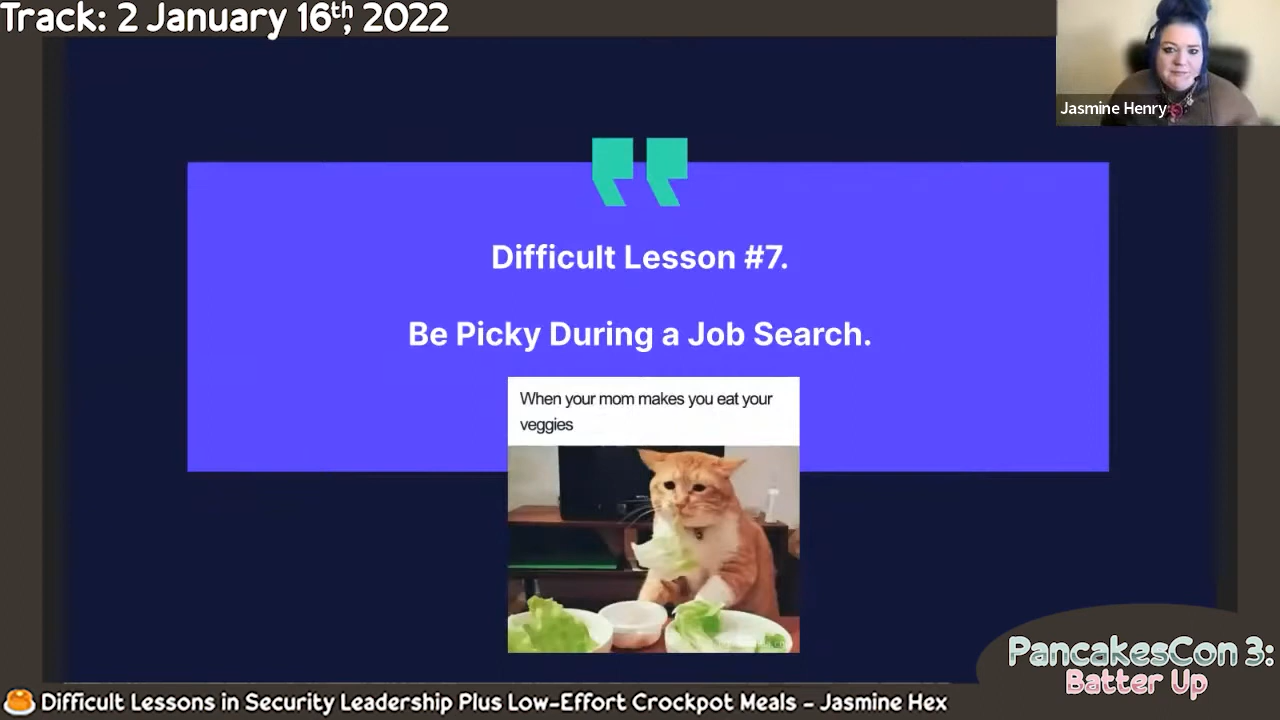 Track: 2 January 16th, 2022
Jasmine Henry
Difficult Lesson #7.
Be Picky During a Job Search.
When your mom makes you eat your
veggies
PancakesCon 3:
Batter Up
Difficult Lessons in Security Leadership Plus Low-Effort Crockpot Meals - Jasmine Hex